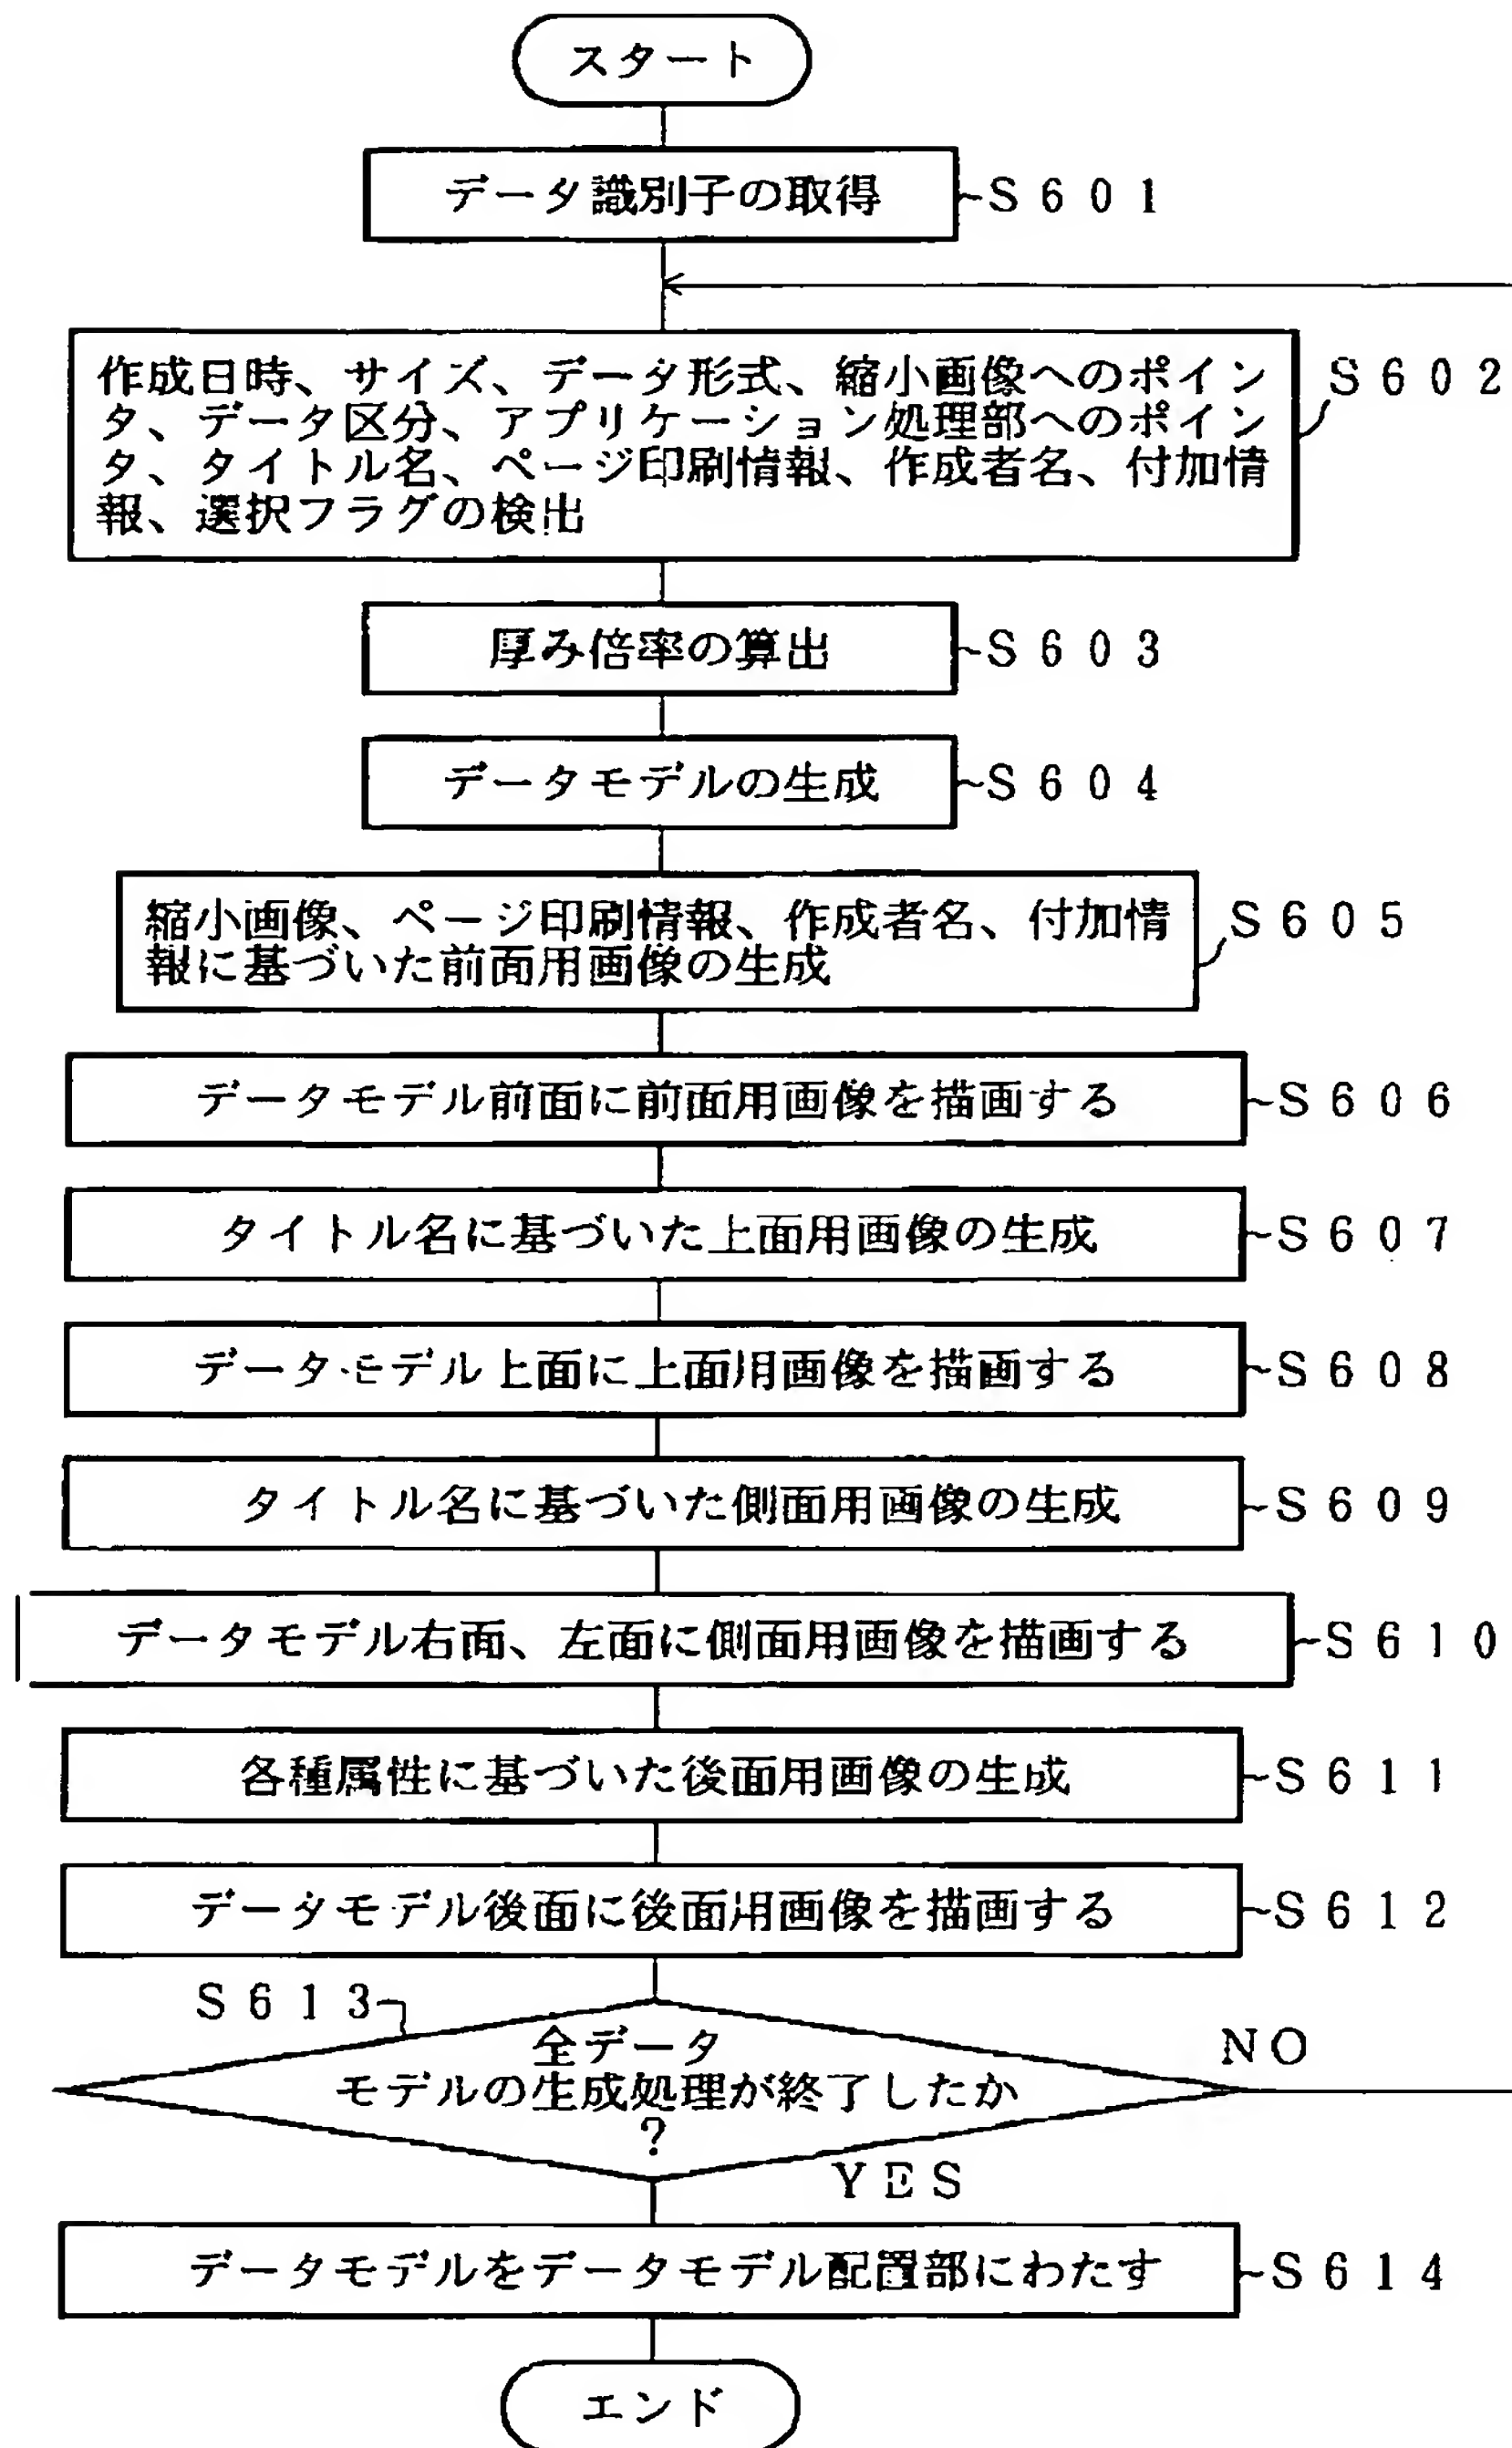 スタート
データ識別子の取得
S601
作成日時、サイズ、データ形式、縮小画像へのポイン
タ、データ区分、アプリケーション処理部へのポイン
タ、タイトル名、ページ印刷情報、作成者名、付加情
報、選択フラグの検出
S602
厚み倍率の算出
S603
データモデルの生成
S604
縮小画像、ページ印刷情報、作成者名、付加情
報に基づいた前面用画像の生成
S605
データモデル前面に前面用画像を描画する
S606
タイトル名に基づいた上面用画像の生成
S607
データモデル上面に上面用画像を描画する
S608
タイトル名に基づいた側面用画像の生成
S609
データモデル右面、左面に側面用画像を描画する
S610
各種属性に基づいた後面用画像の生成
S611
データモデル後面に後面用画像を描画する
S612
S613
全データ
モデルの生成処理が終了したか
?
NO
YES
データモデルをデータモデル配置部にわたす
S614
エンド